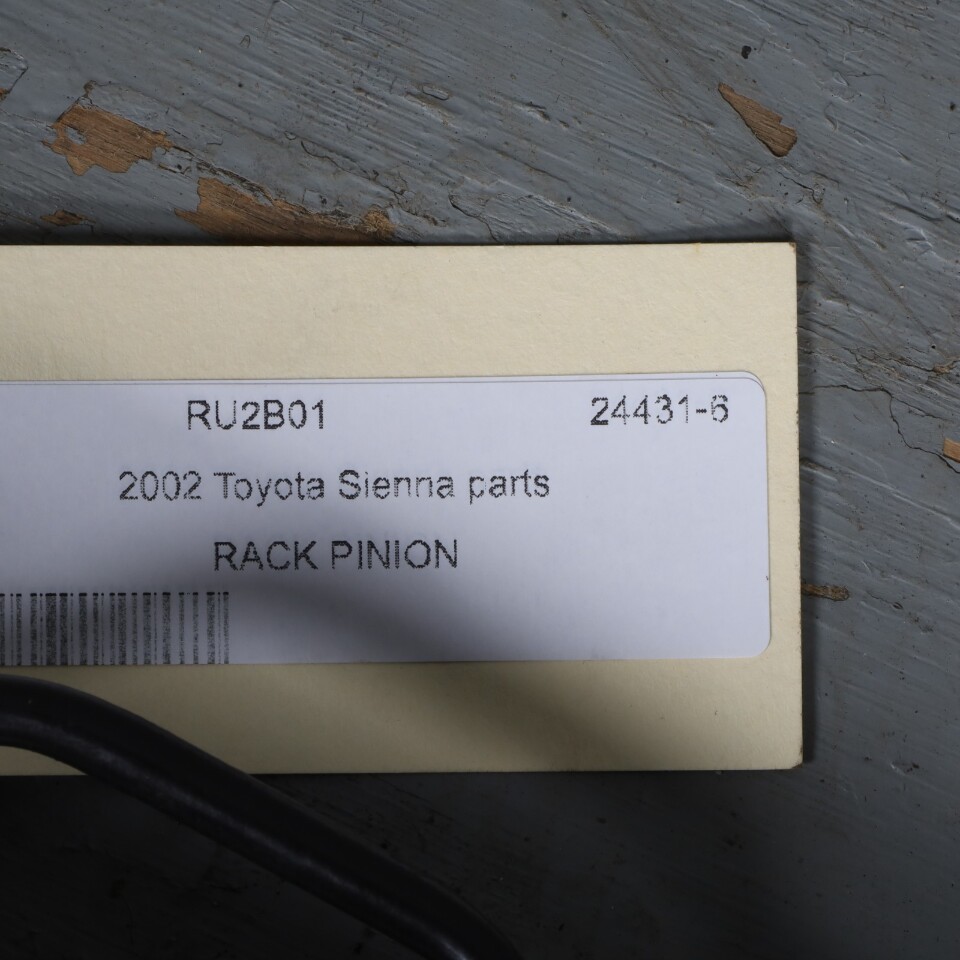 RU2B01 24431-6
2002 Toyota Sienna parts
RACK PINION